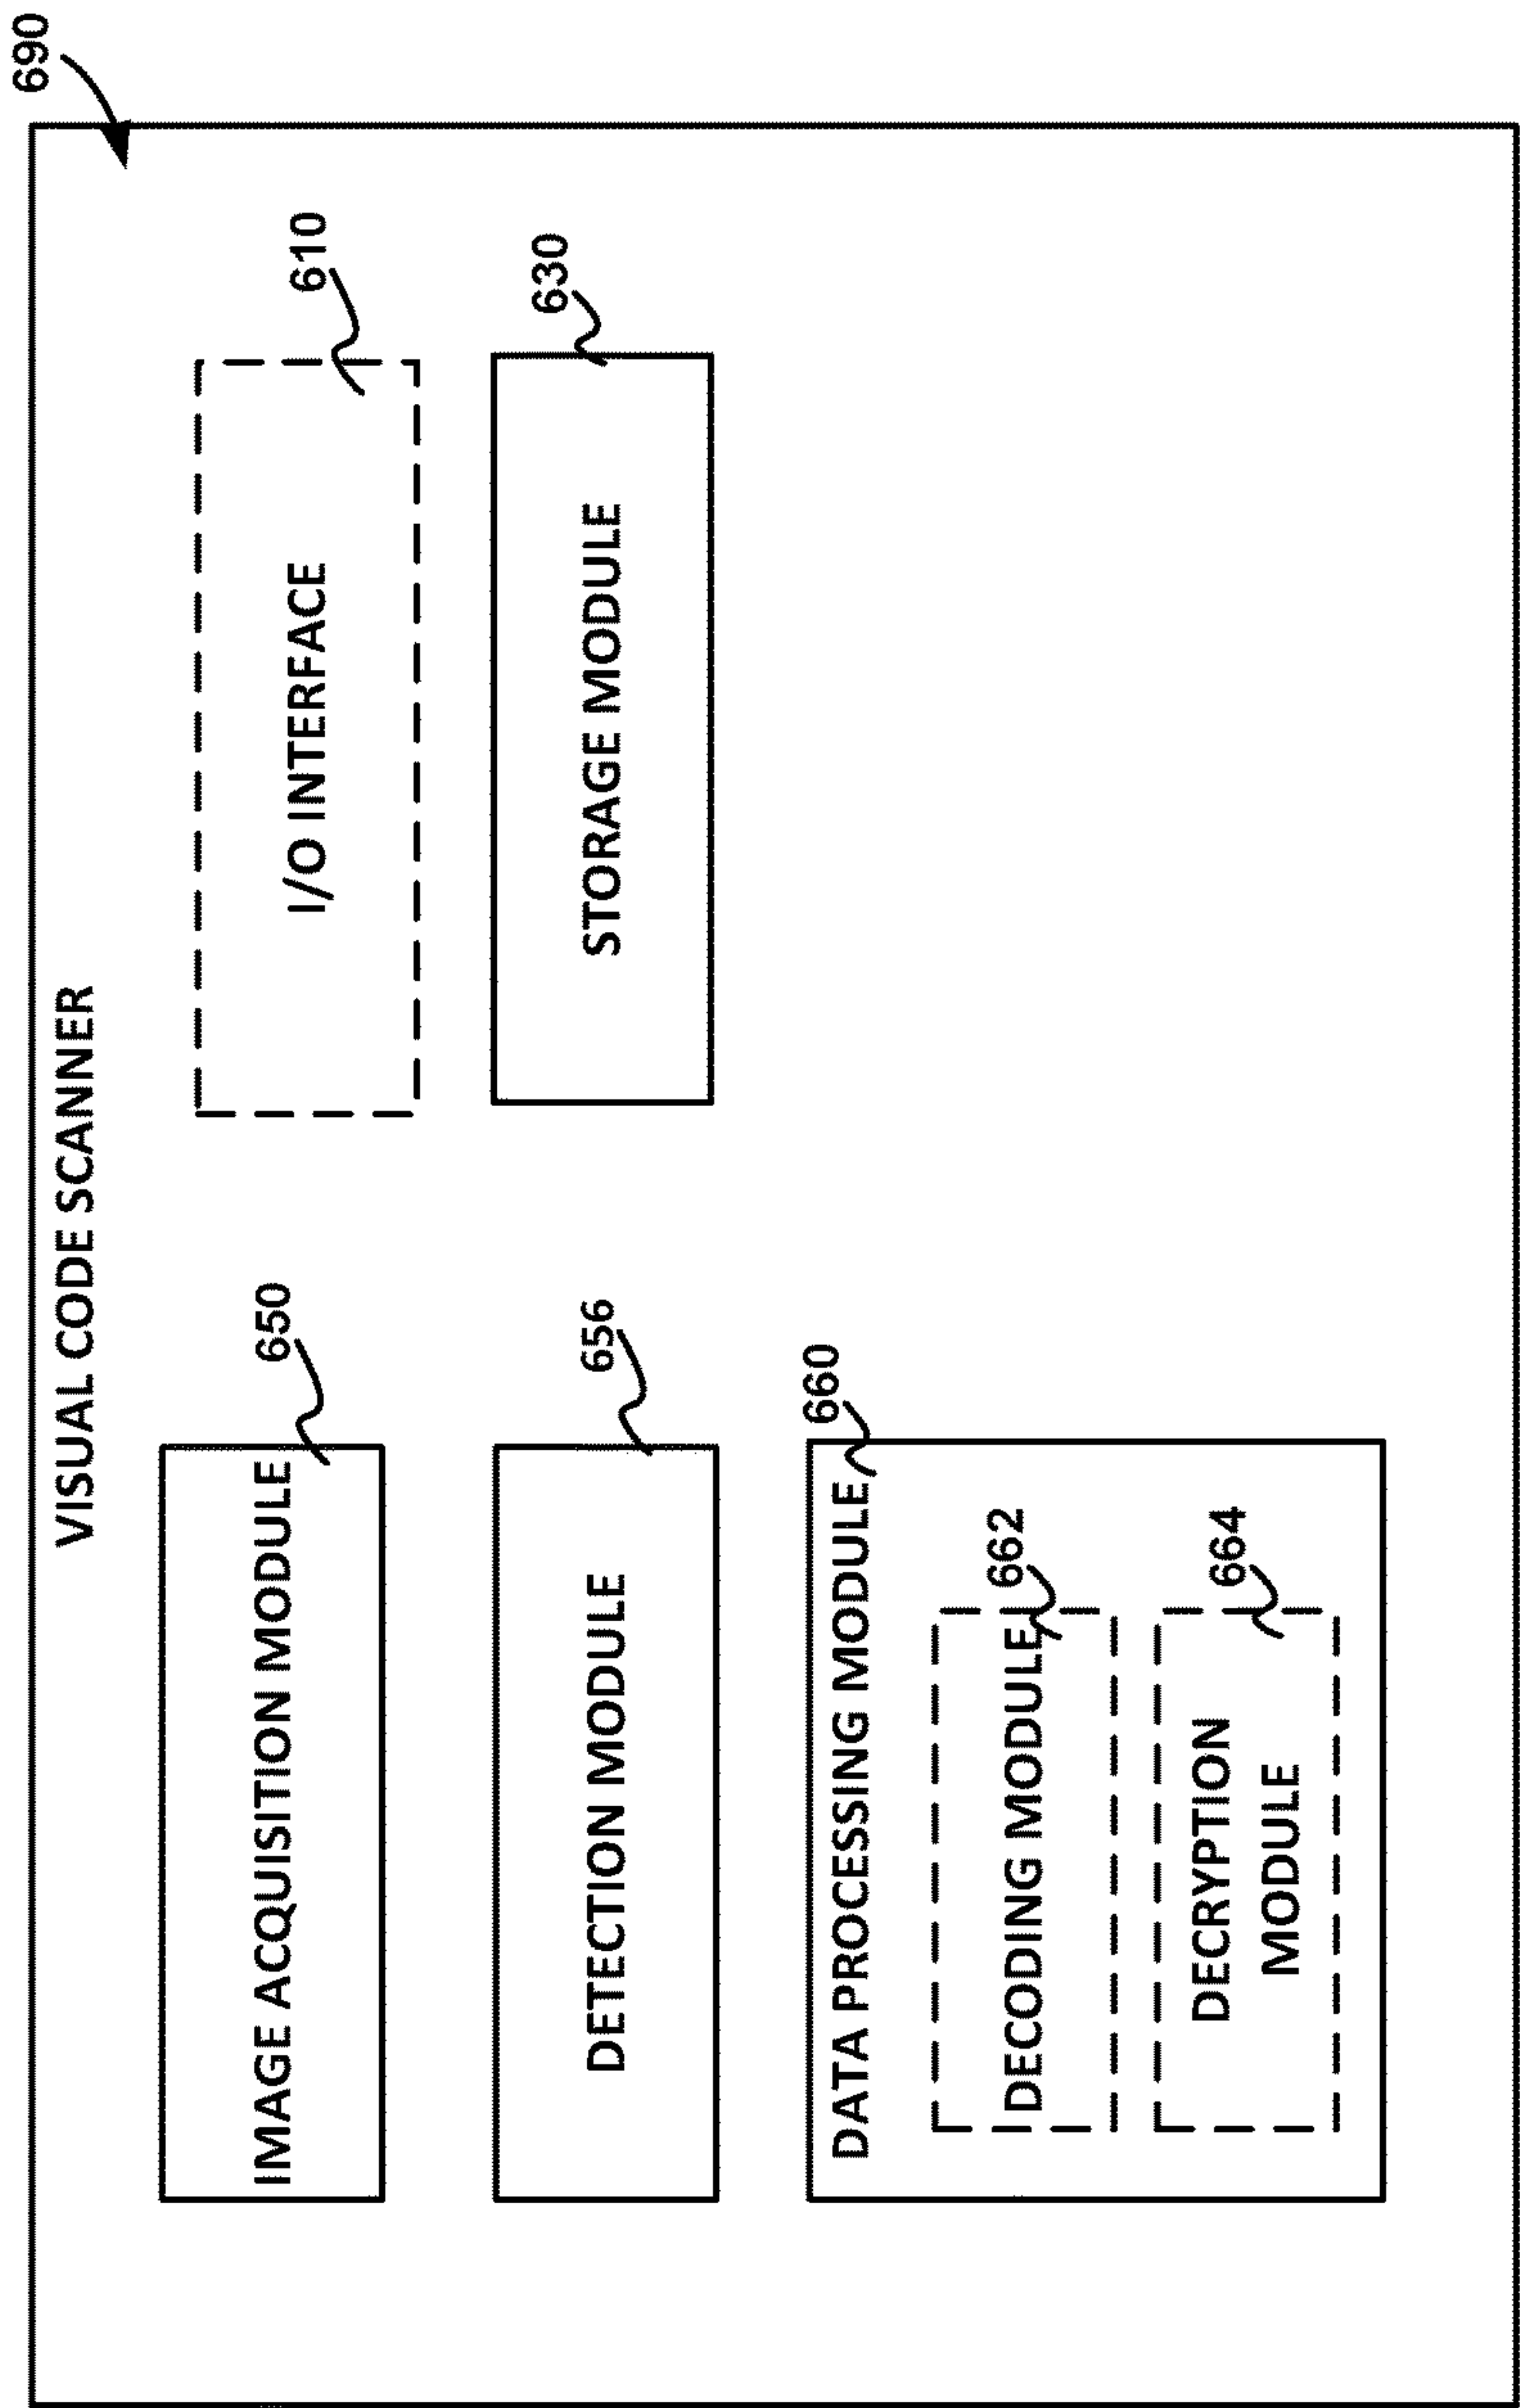 690
VISUAL CODE SCANNER
IMAGE ACQUISITION MODULE
650
I/O INTERFACE
610
DETECTION MODULE
656
STORAGE MODULE
630
DATA PROCESSING MODULE
660
DECODING MODULE
662
DECRYPTION
MODULE
664